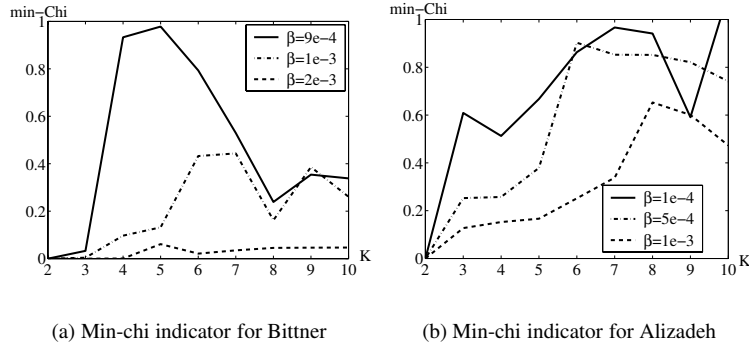 min−Chi
1
0.8
0.6
0.4
0.2
0
2 3 4 5 6 7 8 9 10
K
β=9e−4
β=1e−3
β=2e−3
(a) Min-chi indicator for Bittner
min−Chi
1
0.8
0.6
0.4
0.2
0
2 3 4 5 6 7 8 9 10
K
β=1e−4
β=5e−4
β=1e−3
(b) Min-chi indicator for Alizadeh